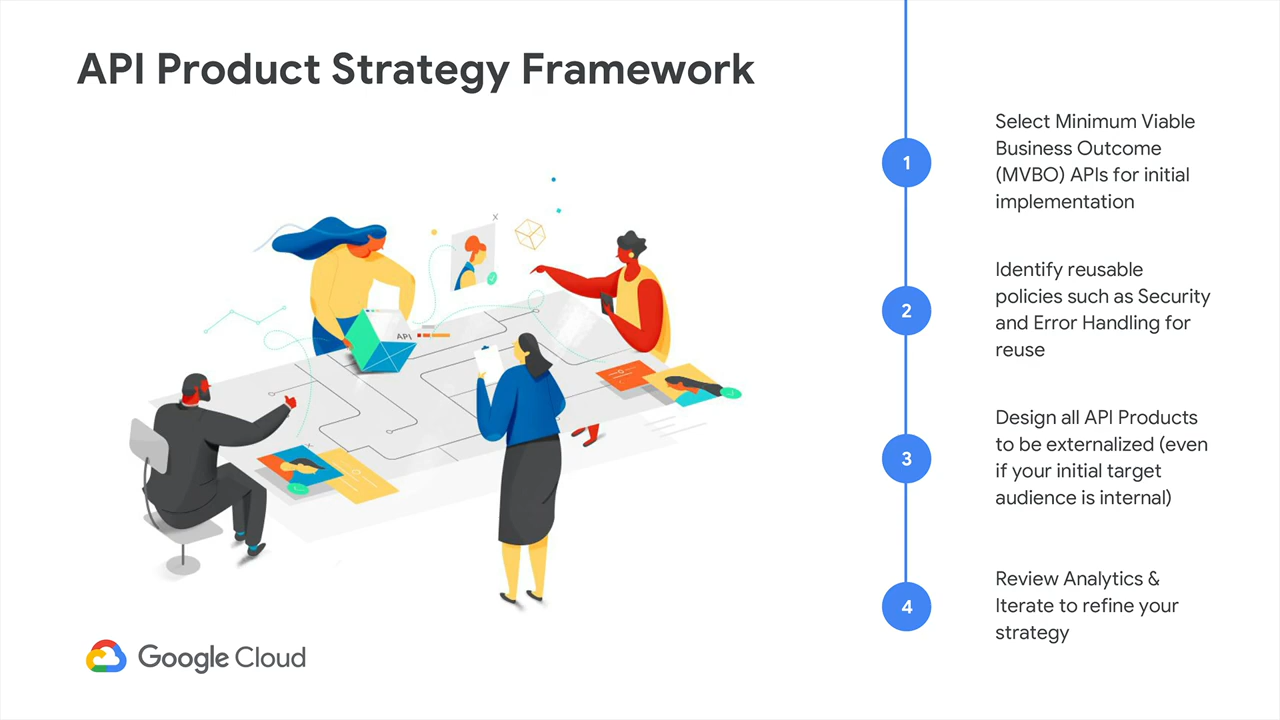 API Product Strategy Framework
1
Select Minimum Viable
Business Outcome
(MVBO) APIs for initial
implementation
2
Identify reusable
policies such as Security
and Error Handling for
reuse
3
Design all API Products
to be externalized (even
if your initial target
audience is internal)
4
Review Analytics &
Iterate to refine your
strategy
X
API
X
Google Cloud